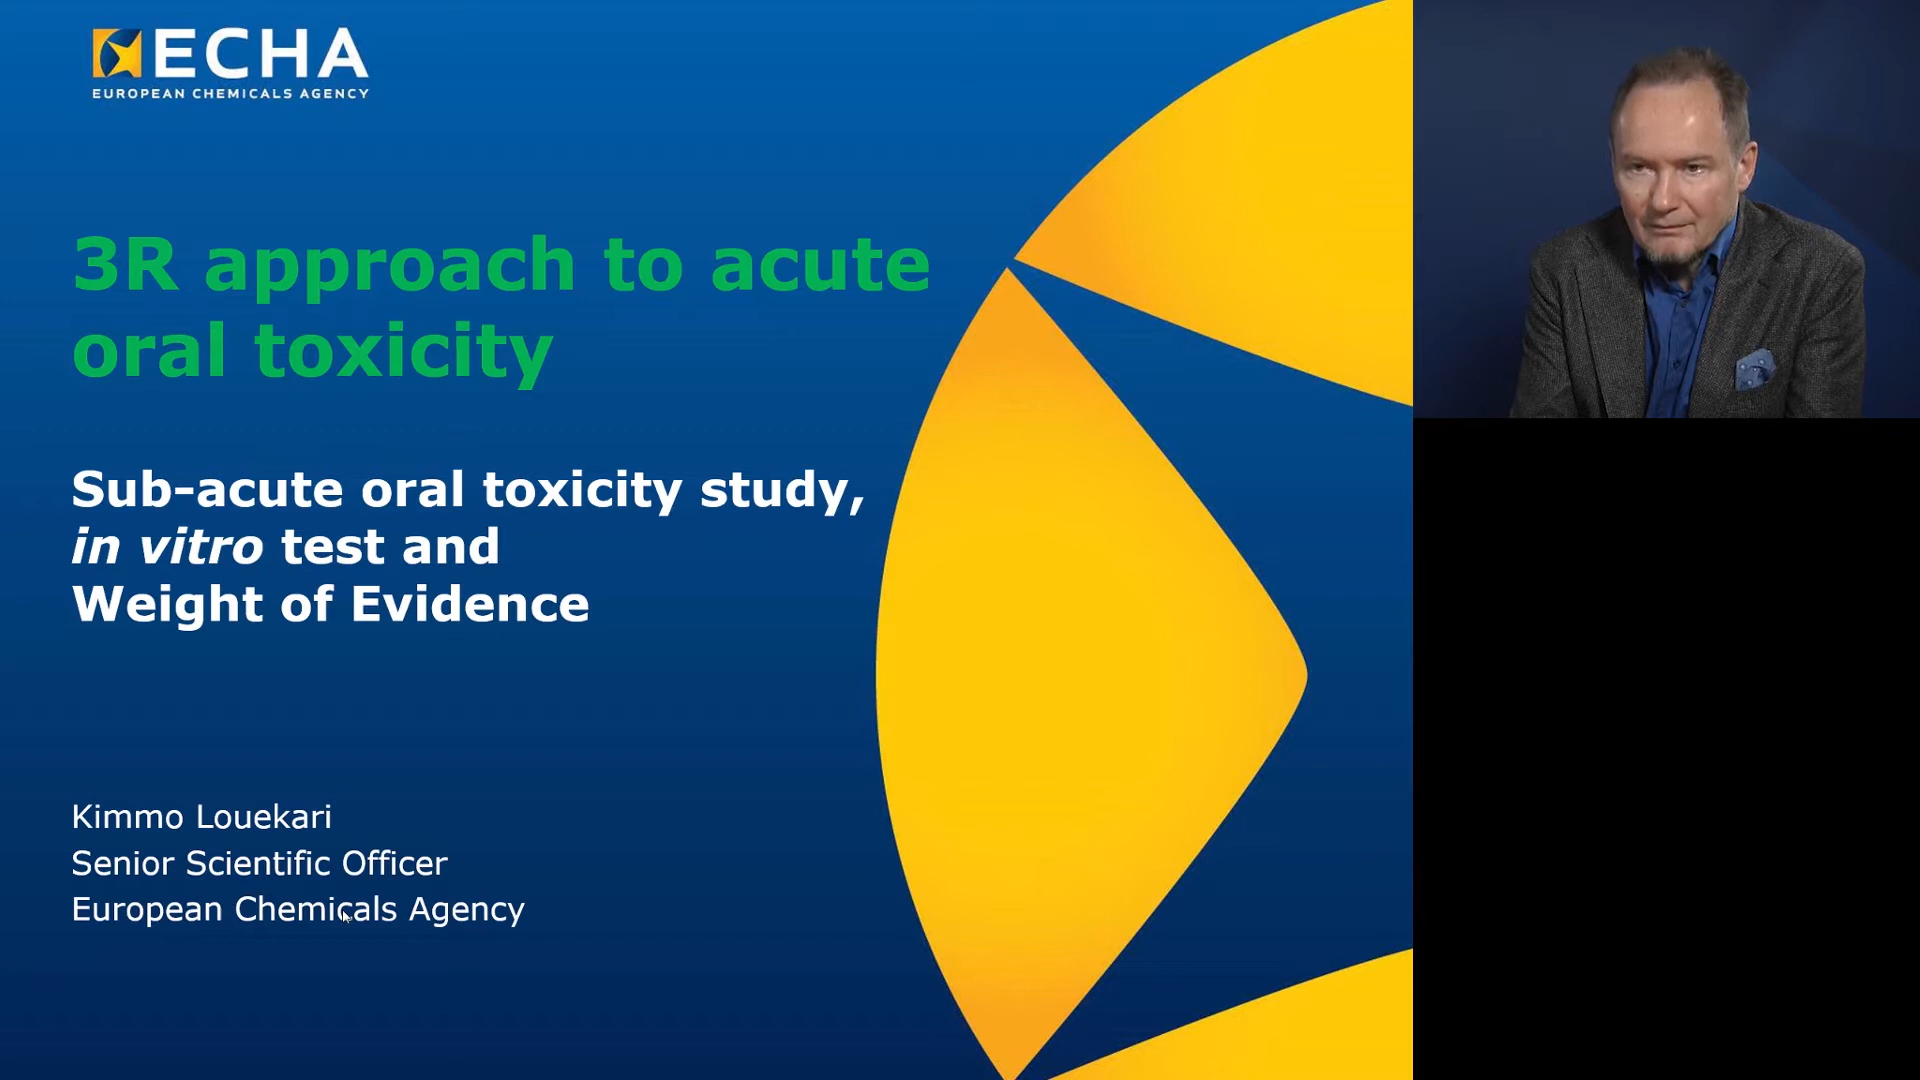 ECHA
EUROPEAN CHEMICALS AGENCY
3R approach to acute
oral toxicity
Sub-acute oral toxicity study,
in vitro test and
Weight of Evidence
Kimmo Louekari
Senior Scientific Officer
European Chemicals Agency